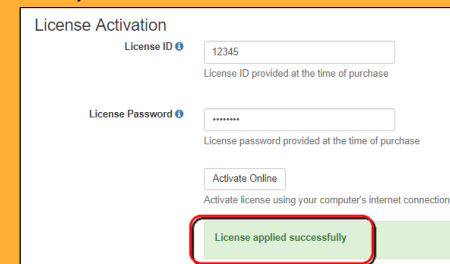 License Activation
License ID
12345
License ID provided at the time of purchase
License Password
••••••••
License password provided at the time of purchase
Activate Online
Activate license using your computer's internet connection
License applied successfully